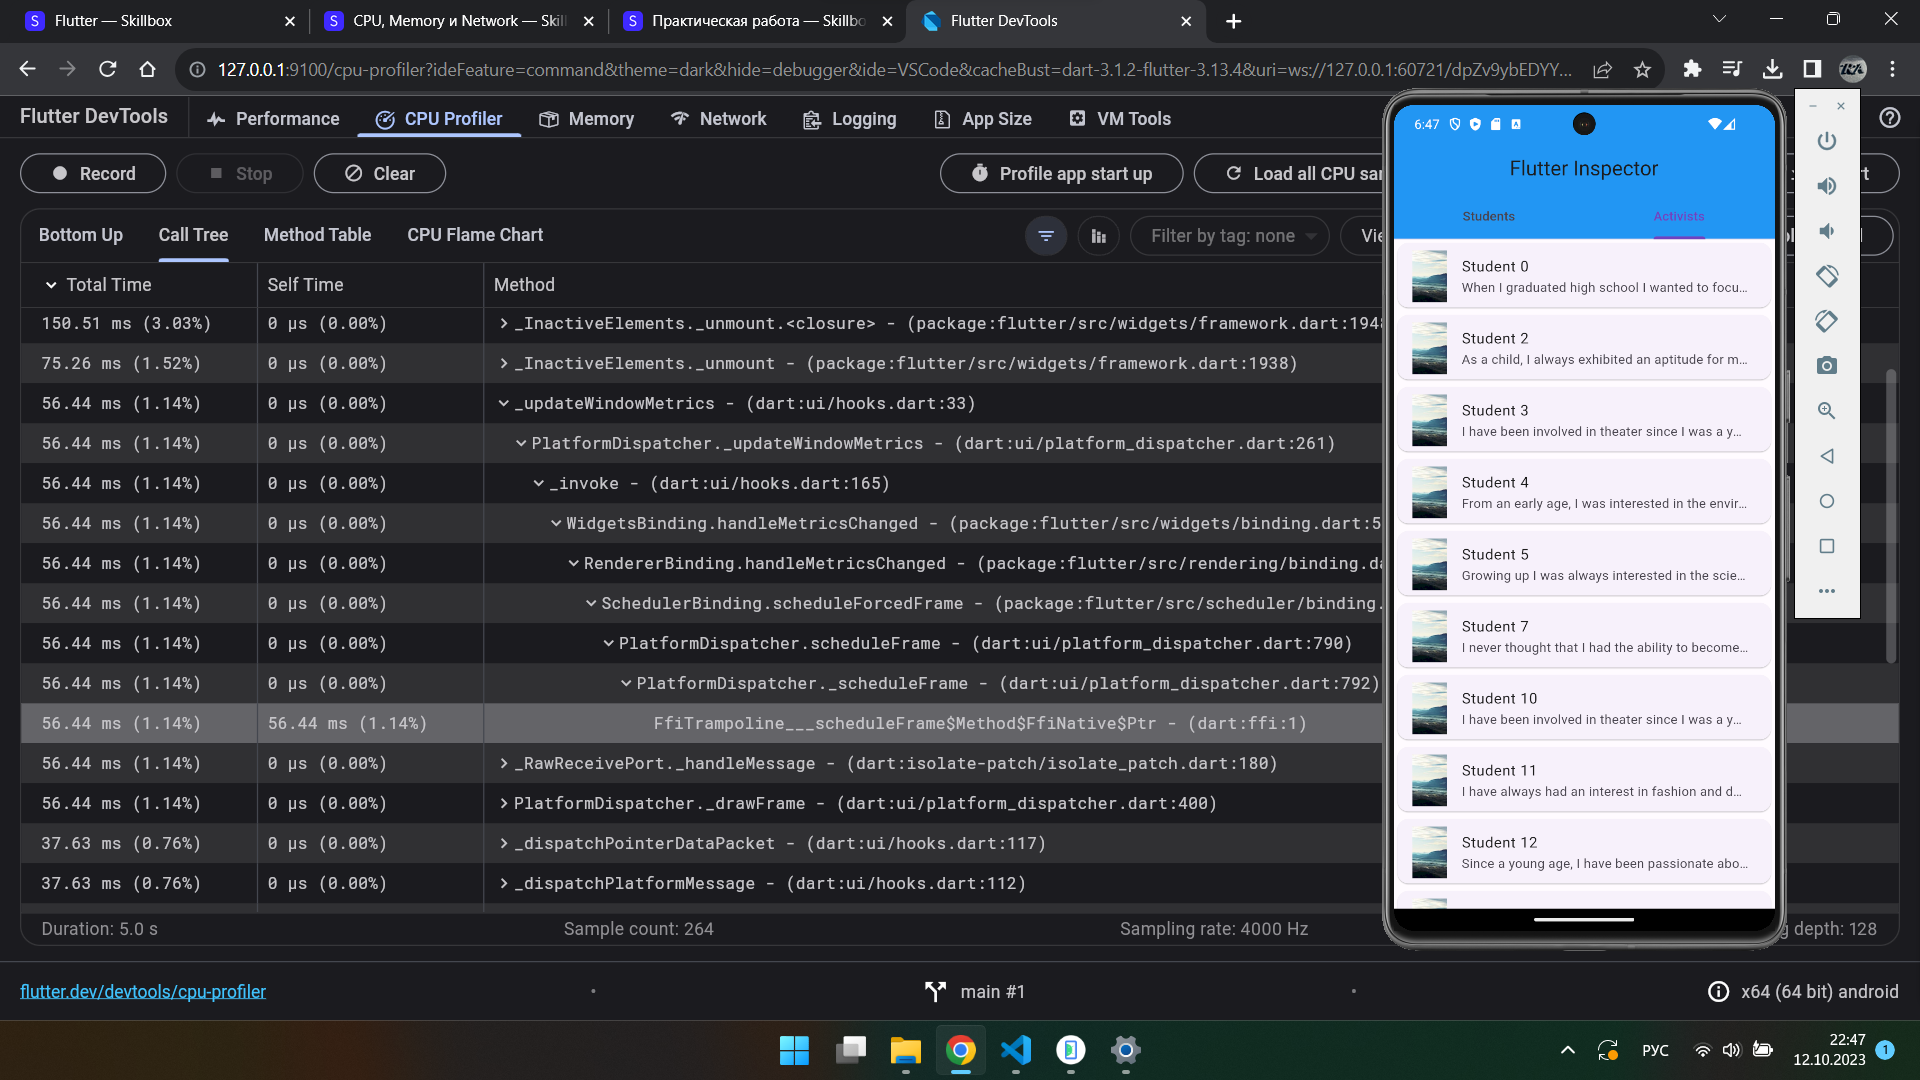 Flutter — Skillbox
CPU, Memory и Network — Skil
Практическая работа — Skillbo
Flutter DevTools
127.0.0.1:9100/cpu-profiler?ideFeature=command&theme=dark&hide=debugger&ide=VSCode&cacheBust=dart-3.1.2-flutter-3.13.4&uri=ws://127.0.0.1:60721/dpZv9ybEDYY...
Flutter DevTools
Performance
CPU Profiler
Memory
Network
Logging
App Size
VM Tools
Record
Stop
Clear
Profile app start up
Load all CPU sa
Bottom Up
Call Tree
Method Table
CPU Flame Chart
Filter by tag: none
Total Time Self Time Method
150.51 ms (3.03%) 0 µs (0.00%) _InactiveElements._unmount.<closure> - (package:flutter/src/widgets/framework.dart:194
75.26 ms (1.52%) 0 µs (0.00%) _InactiveElements._unmount - (package:flutter/src/widgets/framework.dart:1938)
56.44 ms (1.14%) 0 µs (0.00%) _updateWindowMetrics - (dart:ui/hooks.dart:33)
56.44 ms (1.14%) 0 µs (0.00%) PlatformDispatcher._updateWindowMetrics - (dart:ui/platform_dispatcher.dart:261)
56.44 ms (1.14%) 0 µs (0.00%) _invoke - (dart:ui/hooks.dart:165)
56.44 ms (1.14%) 0 µs (0.00%) WidgetsBinding.handleMetricsChanged - (package:flutter/src/widgets/binding.dart:5
56.44 ms (1.14%) 0 µs (0.00%) RendererBinding.handleMetricsChanged - (package:flutter/src/rendering/binding.da
56.44 ms (1.14%) 0 µs (0.00%) SchedulerBinding.scheduleForcedFrame - (package:flutter/src/scheduler/binding.
56.44 ms (1.14%) 0 µs (0.00%) PlatformDispatcher.scheduleFrame - (dart:ui/platform_dispatcher.dart:790)
56.44 ms (1.14%) 0 µs (0.00%) PlatformDispatcher._scheduleFrame - (dart:ui/platform_dispatcher.dart:792)
56.44 ms (1.14%) 56.44 ms (1.14%) FfiTrampoline___scheduleFrame$Method$FfiNative$Ptr - (dart:ffi:1)
56.44 ms (1.14%) 0 µs (0.00%) _RawReceivePort._handleMessage - (dart:isolate-patch/isolate_patch.dart:180)
56.44 ms (1.14%) 0 µs (0.00%) PlatformDispatcher._drawFrame - (dart:ui/platform_dispatcher.dart:400)
37.63 ms (0.76%) 0 µs (0.00%) _dispatchPointerDataPacket - (dart:ui/hooks.dart:117)
37.63 ms (0.76%) 0 µs (0.00%) _dispatchPlatformMessage - (dart:ui/hooks.dart:112)
Duration: 5.0 s
Sample count: 264
Sampling rate: 4000 Hz
g depth: 128
flutter.dev/devtools/cpu-profiler
main #1
x64 (64 bit) android
6:47
Flutter Inspector
Students
Activists
Student 0
When I graduated high school I wanted to focu...
Student 2
As a child, I always exhibited an aptitude for m...
Student 3
I have been involved in theater since I was a y...
Student 4
From an early age, I was interested in the envir...
Student 5
Growing up I was always interested in the scie...
Student 7
I never thought that I had the ability to become...
Student 10
I have been involved in theater since I was a y...
Student 11
I have always had an interest in fashion and d...
Student 12
Since a young age, I have been passionate abo...
РУС
22:47
12.10.2023
1